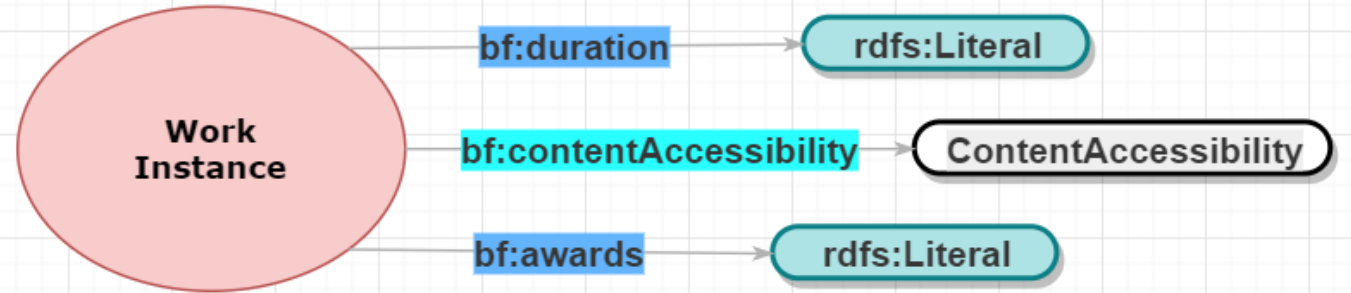 bf:duration
rdfs:Literal
Work
Instance
bf:contentAccessibility
ContentAccessibility
bf:awards
rdfs:Literal